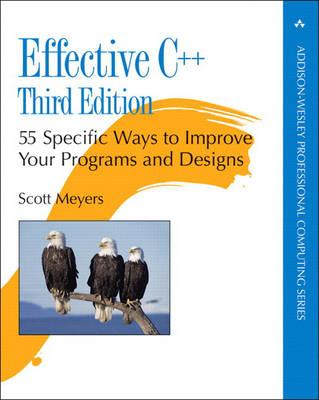 Effective C++
Third Edition
55 Specific Ways to Improve
Your Programs and Designs
Scott Meyers
ADDISON-WESLEY PROFESSIONAL COMPUTING SERIES